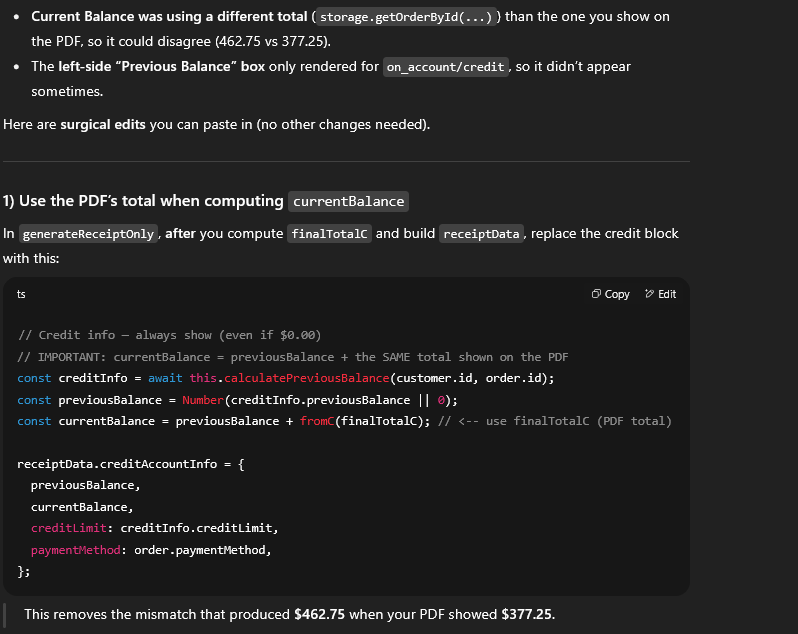 • Current Balance was using a different total (storage.getOrderById(...)) than the one you show on
the PDF, so it could disagree (462.75 vs 377.25).
• The left-side “Previous Balance” box only rendered for on_account/credit, so it didn’t appear
sometimes.
Here are surgical edits you can paste in (no other changes needed).
1) Use the PDF’s total when computing currentBalance
In generateReceiptOnly, after you compute finalTotalC and build receiptData, replace the credit block
with this:
ts Copy Edit
// Credit info — always show (even if $0.00)
// IMPORTANT: currentBalance = previousBalance + the SAME total shown on the PDF
const creditInfo = await this.calculatePreviousBalance(customer.id, order.id);
const previousBalance = Number(creditInfo.previousBalance || 0);
const currentBalance = previousBalance + fromC(finalTotalC); // <-- use finalTotalC (PDF total)
receiptData.creditAccountInfo = {
previousBalance,
currentBalance,
creditLimit: creditInfo.creditLimit,
paymentMethod: order.paymentMethod,
};
This removes the mismatch that produced $462.75 when your PDF showed $377.25.